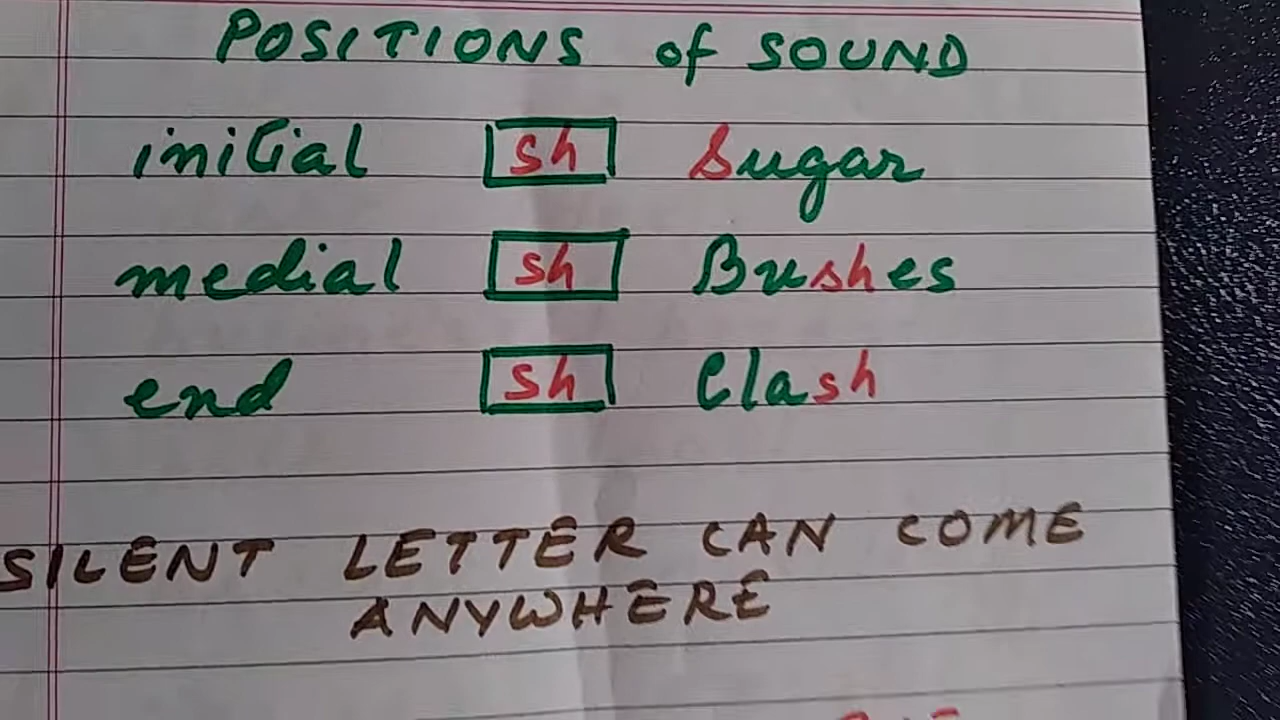 POSITIONS of SOUND
initial sh Sugar
medial sh Bushes
end sh Clash
SILENT LETTER CAN COME
ANYWHERE